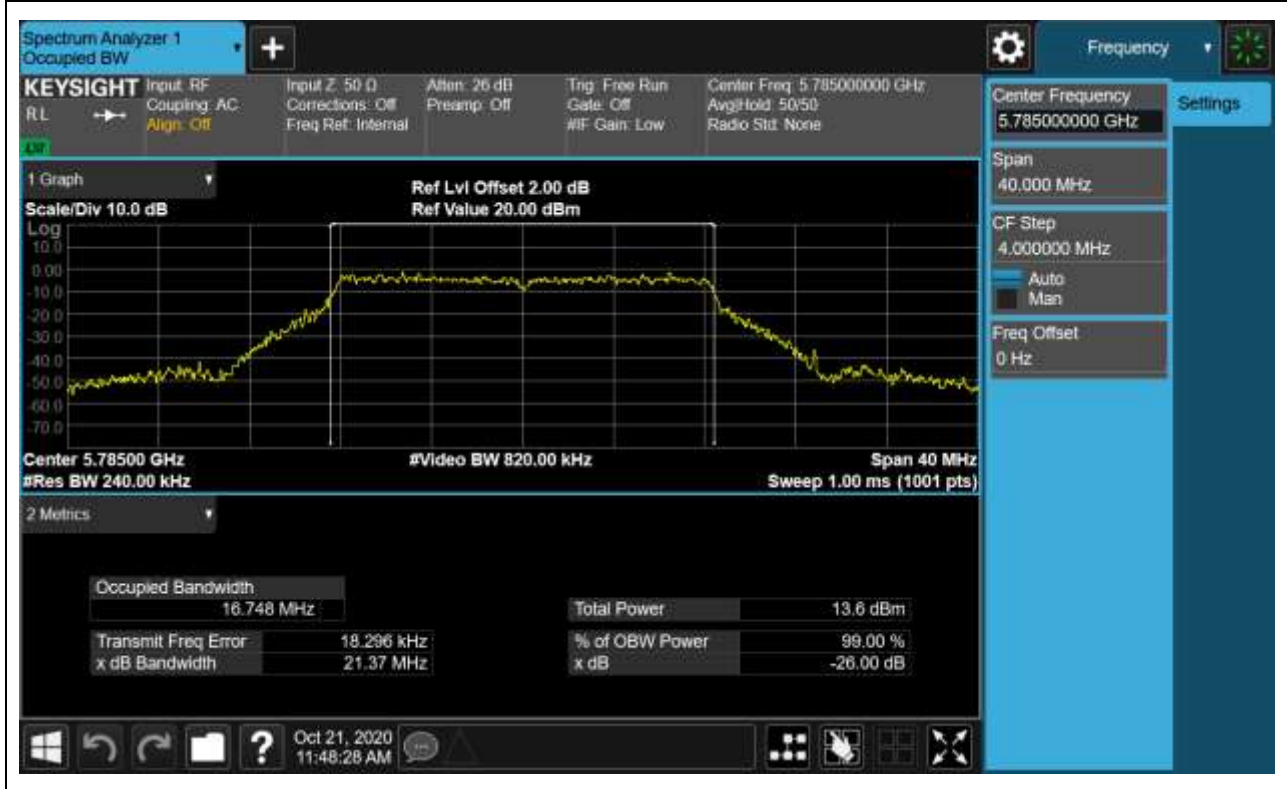 Spectrum Analyzer 1
Occupied BW
Frequency
KEYSIGHT
RL
Input: RF
Coupling: AC
Align: Off
Input Z: 50 Ω
Corrections: Off
Freq Ref: Internal
Atten: 26 dB
Preamp: Off
Trig: Free Run
Gate: Off
#IF Gain: Low
Center Freq: 5.785000000 GHz
Avg|Hold: 50/50
Radio Std: None
Center Frequency
5.785000000 GHz
Settings
Span
40.000 MHz
CF Step
4.000000 MHz
Auto
Man
Freq Offset
0 Hz
1 Graph
Scale/Div 10.0 dB
Ref Lvl Offset 2.00 dB
Ref Value 20.00 dBm
Log
10.0
0.00
-10.0
-20.0
-30.0
-40.0
-50.0
-60.0
-70.0
Center 5.78500 GHz
#Video BW 820.00 kHz
Span 40 MHz
#Res BW 240.00 kHz
Sweep 1.00 ms (1001 pts)
2 Metrics
Occupied Bandwidth
16.748 MHz
Total Power 13.6 dBm
Transmit Freq Error 18.296 kHz
% of OBW Power 99.00 %
x dB Bandwidth 21.37 MHz
x dB -26.00 dB
Oct 21, 2020
11:48:28 AM